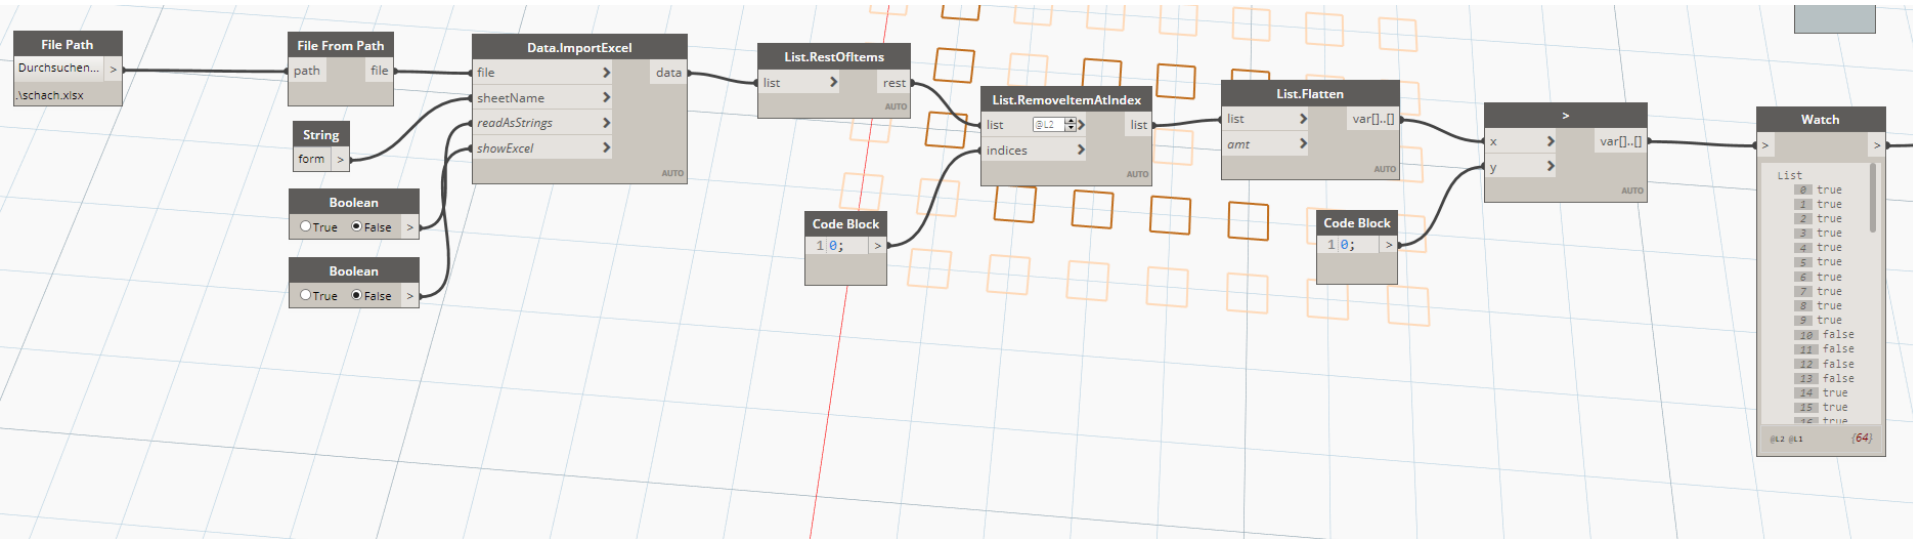 File Path
Durchsuchen... >
.\schach.xlsx
File From Path
path file
String
form >
Boolean
True False >
Boolean
True False >
Data.ImportExcel
file > data
sheetName >
readAsStrings >
showExcel >
AUTO
List.RestOfItems
list > rest
AUTO
Code Block
1 0; >
List.RemoveItemAtIndex
list @L2 > list
indices >
AUTO
List.Flatten
list > var[]..[]
amt >
AUTO
Code Block
1 0; >
>
x > var[]..[]
y >
AUTO
Watch
> >
List
0 true
1 true
2 true
3 true
4 true
5 true
6 true
7 true
8 true
9 true
10 false
11 false
12 false
13 false
14 true
15 true
16 true
@L2 @L1 {64}